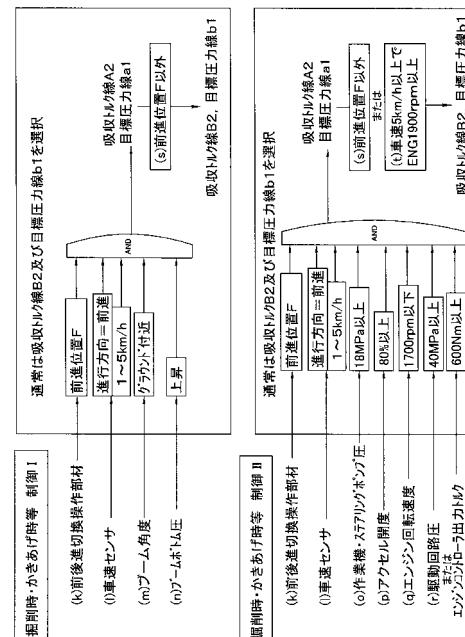 掘削時・かきあげ時等 制御Ⅰ
通常は吸収トルク線B2及び目標圧力線b1を選択
(k)前後進切換操作部材
前進位置F
(l)車速センサ
進行方向=前進
1～5km/h
(m)ブーム角度
グラウンド付近
(n)ブームボトム圧
上昇
AND
吸収トルク線A2
目標圧力線a1
(s)前進位置F以外
吸収トルク線B2, 目標圧力線b1
掘削時・かきあげ時等 制御Ⅱ
通常は吸収トルク線B2及び目標圧力線b1を選択
(k)前後進切換操作部材
前進位置F
(l)車速センサ
進行方向=前進
1～5km/h
(o)作業機・ステアリングポンプ圧
18MPa以上
(p)アクセル開度
80%以上
(q)エンジン回転速度
1700rpm以下
(r)駆動回路圧
40MPa以上
または
エンジンコントローラ出力トルク
600Nm以上
AND
吸収トルク線A2
目標圧力線a1
(s)前進位置F以外
または
(t)車速5km/h以上で
ENG1900rpm以上
吸収トルク線B2, 目標圧力線b1